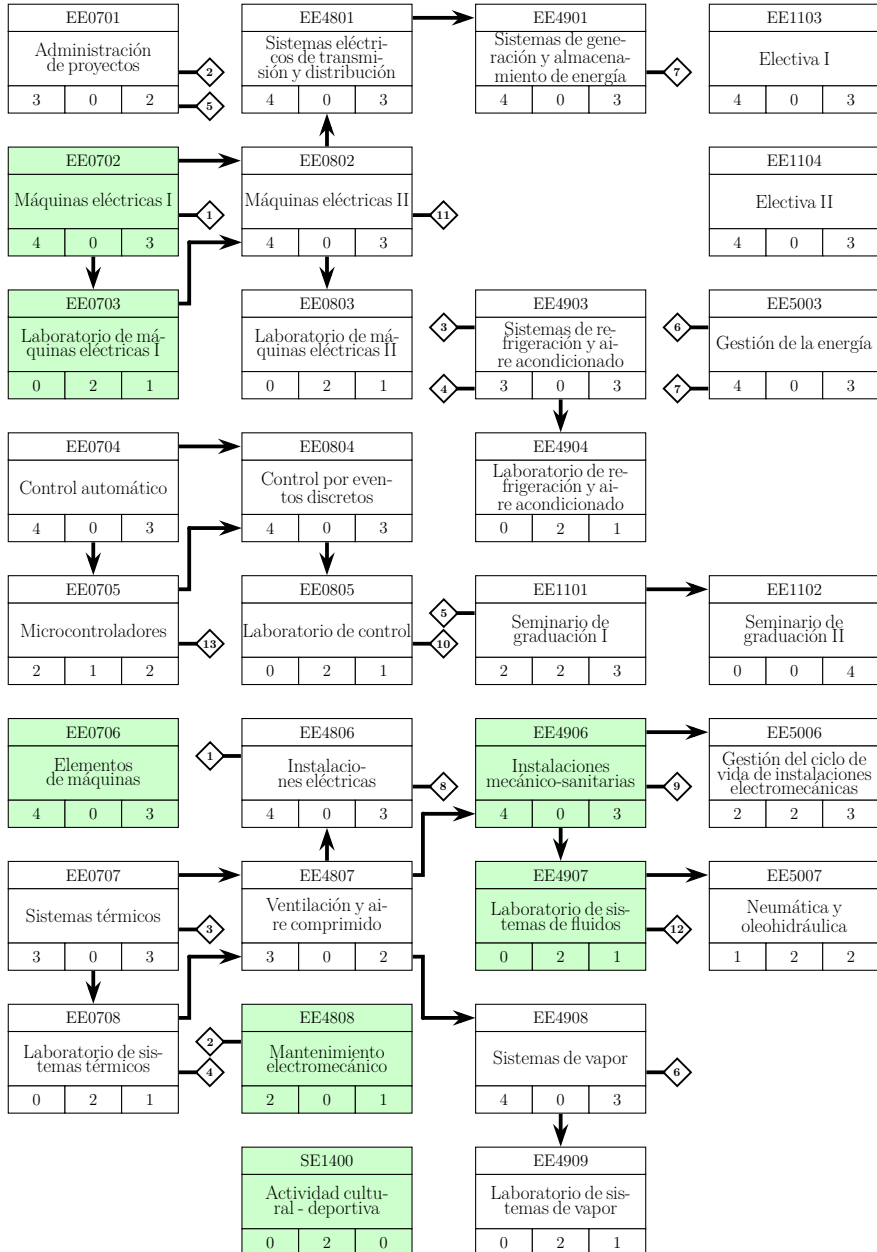 EE0701
Administración
de proyectos
2
3 0 2
5
EE4801
Sistemas eléctri-
cos de transmi-
sión y distribución
4 0 3
EE4901
Sistemas de gene-
ración y almacena-
miento de energía
7
4 0 3
EE1103
Electiva I
4 0 3
EE0702
Máquinas eléctricas I
1
4 0 3
EE0802
Máquinas eléctricas II
11
4 0 3
EE1104
Electiva II
4 0 3
EE0703
Laboratorio de má-
quinas eléctricas I
0 2 1
EE0803
Laboratorio de má-
quinas eléctricas II
0 2 1
EE4903
3
Sistemas de re-
frigeración y ai-
re acondicionado
4
3 0 3
EE5003
6
Gestión de la energía
7
4 0 3
EE0704
Control automático
4 0 3
EE0804
Control por even-
tos discretos
4 0 3
EE4904
Laboratorio de re-
frigeración y ai-
re acondicionado
0 2 1
EE0705
Microcontroladores
13
2 1 2
EE0805
Laboratorio de control
10
0 2 1
EE1101
5
Seminario de
graduación I
2 2 3
EE1102
Seminario de
graduación II
0 0 4
EE0706
Elementos
de máquinas
4 0 3
EE4806
1
Instalacio-
nes eléctricas
8
4 0 3
EE4906
Instalaciones
mecánico-sanitarias
9
4 0 3
EE5006
Gestión del ciclo de
vida de instalaciones
electromecánicas
2 2 3
EE0707
Sistemas térmicos
3
3 0 3
EE4807
Ventilación y ai-
re comprimido
3 0 2
EE4907
Laboratorio de sis-
temas de fluidos
12
0 2 1
EE5007
Neumática y
oleohidráulica
1 2 2
EE0708
Laboratorio de sis-
temas térmicos
4
0 2 1
EE4808
2
Mantenimiento
electromecánico
2 0 1
EE4908
Sistemas de vapor
6
4 0 3
SE1400
Actividad cultu-
ral - deportiva
0 2 0
EE4909
Laboratorio de sis-
temas de vapor
0 2 1